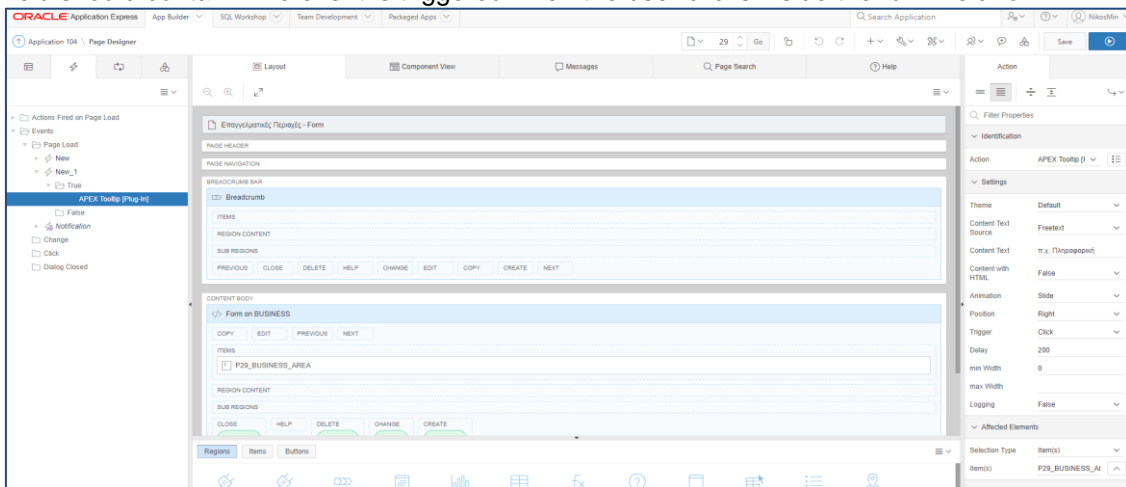 ORACLE Application Express App Builder SQL Workshop Team Development Packaged Apps Search Application NikosMin
Application 104 \ Page Designer 29 Go Save
Layout Component View Messages Page Search Help Action
Filter Properties
Actions Fired on Page Load
Events
Page Load
New
New_1
True
APEX Tooltip [Plug-In]
False
Notification
Change
Click
Dialog Closed
Επαγγελματικές Περιοχές - Form
PAGE HEADER
PAGE NAVIGATION
BREADCRUMB BAR
Breadcrumb
ITEMS
REGION CONTENT
SUB REGIONS
PREVIOUS CLOSE DELETE HELP CHANGE EDIT COPY CREATE NEXT
CONTENT BODY
Form on BUSINESS
COPY EDIT PREVIOUS NEXT
ITEMS
P29_BUSINESS_AREA
REGION CONTENT
SUB REGIONS
CLOSE HELP DELETE CHANGE CREATE
Regions Items Buttons
Identification
Action APEX Tooltip [
Settings
Theme Default
Content Text Source Freetext
Content Text π.χ. Πληροφορική
Content with HTML False
Animation Slide
Position Right
Trigger Click
Delay 200
min Width 0
max Width
Logging False
Affected Elements
Selection Type Item(s)
Item(s) P29_BUSINESS_A